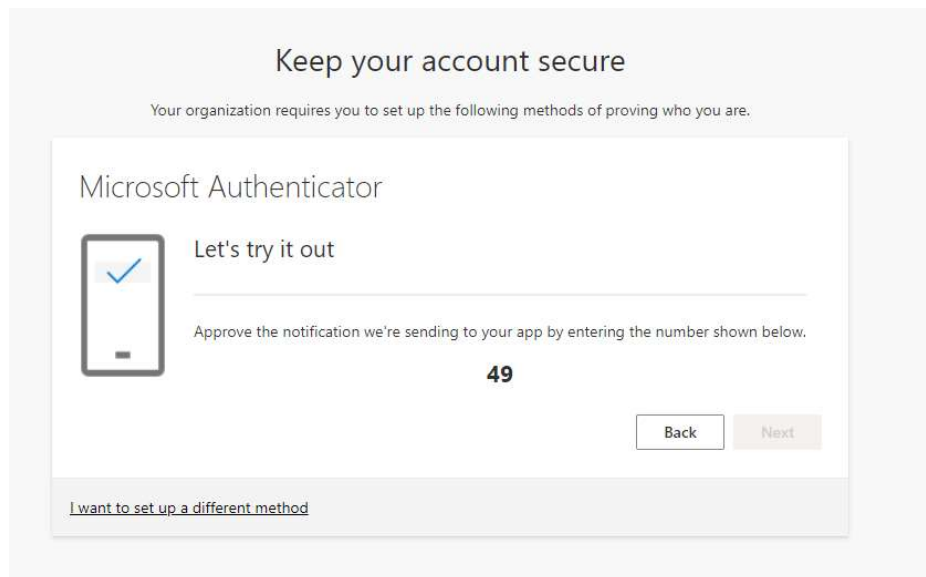 Keep your account secure
Your organization requires you to set up the following methods of proving who you are.
Microsoft Authenticator
Let's try it out
Approve the notification we're sending to your app by entering the number shown below.
49
Back Next
I want to set up a different method